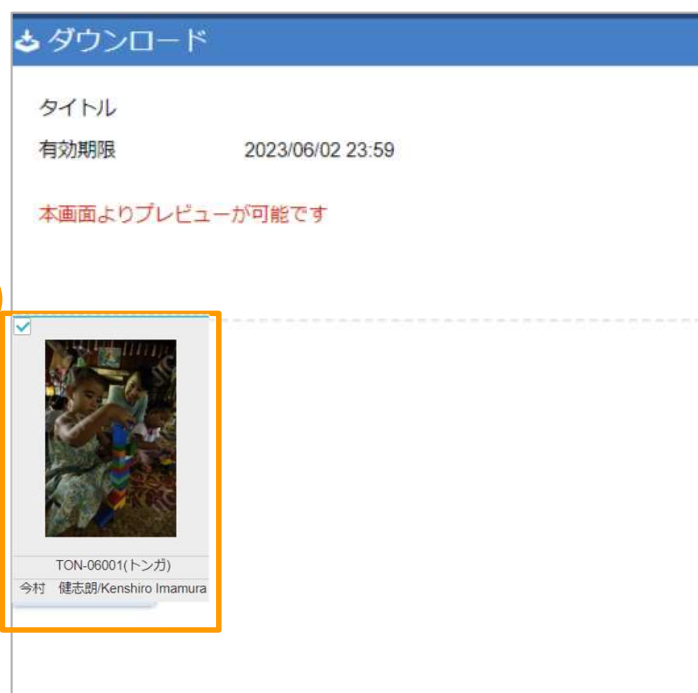 ダウンロード
タイトル
有効期限 2023/06/02 23:59
本画面よりプレビューが可能です
TON-06001(トンガ)
今村 健志朗/Kenshiro Imamura